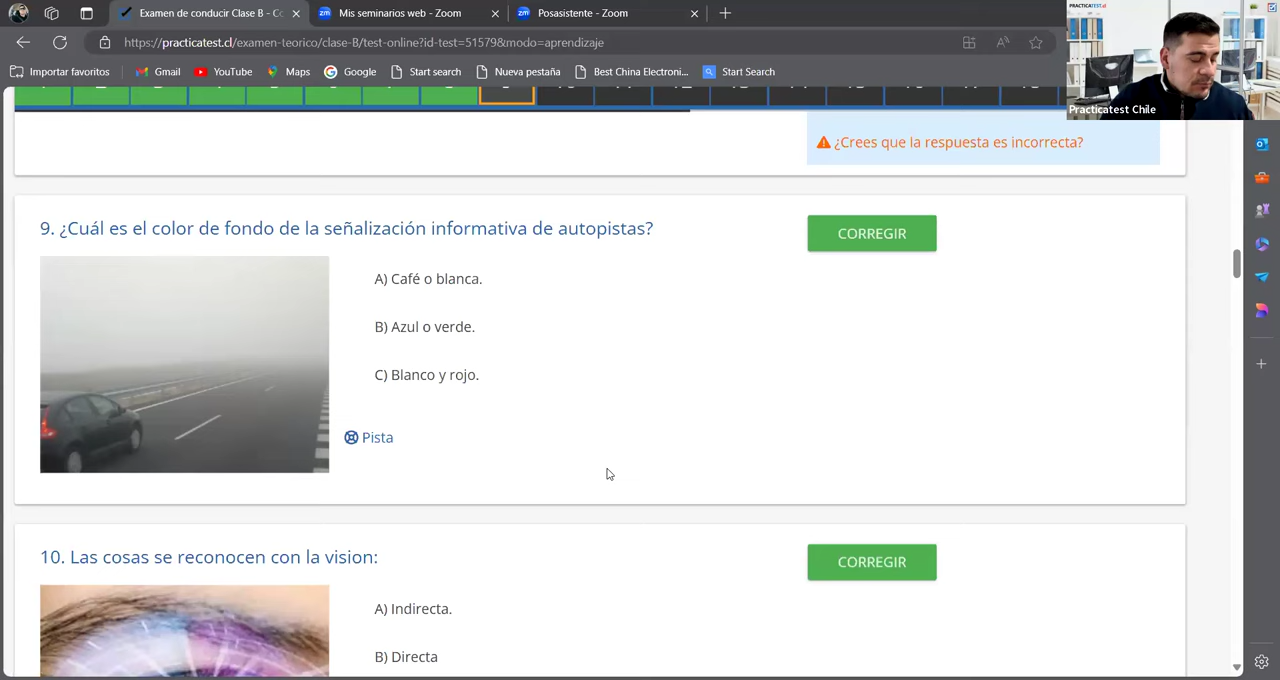 Examen de conducir Clase B - Co
Mis seminarios web - Zoom
Posasistente - Zoom
https://practicatest.cl/examen-teorico/clase-B/test-online?id-test=51579&modo=aprendizaje
Importar favoritos
Gmail
YouTube
Maps
Google
Start search
Nueva pestaña
Best China Electroni...
Start Search
PRACTICATEST.cl
Practicatest Chile
¿Crees que la respuesta es incorrecta?
9. ¿Cuál es el color de fondo de la señalización informativa de autopistas?
CORREGIR
A) Café o blanca.
B) Azul o verde.
C) Blanco y rojo.
Pista
10. Las cosas se reconocen con la vision:
CORREGIR
A) Indirecta.
B) Directa